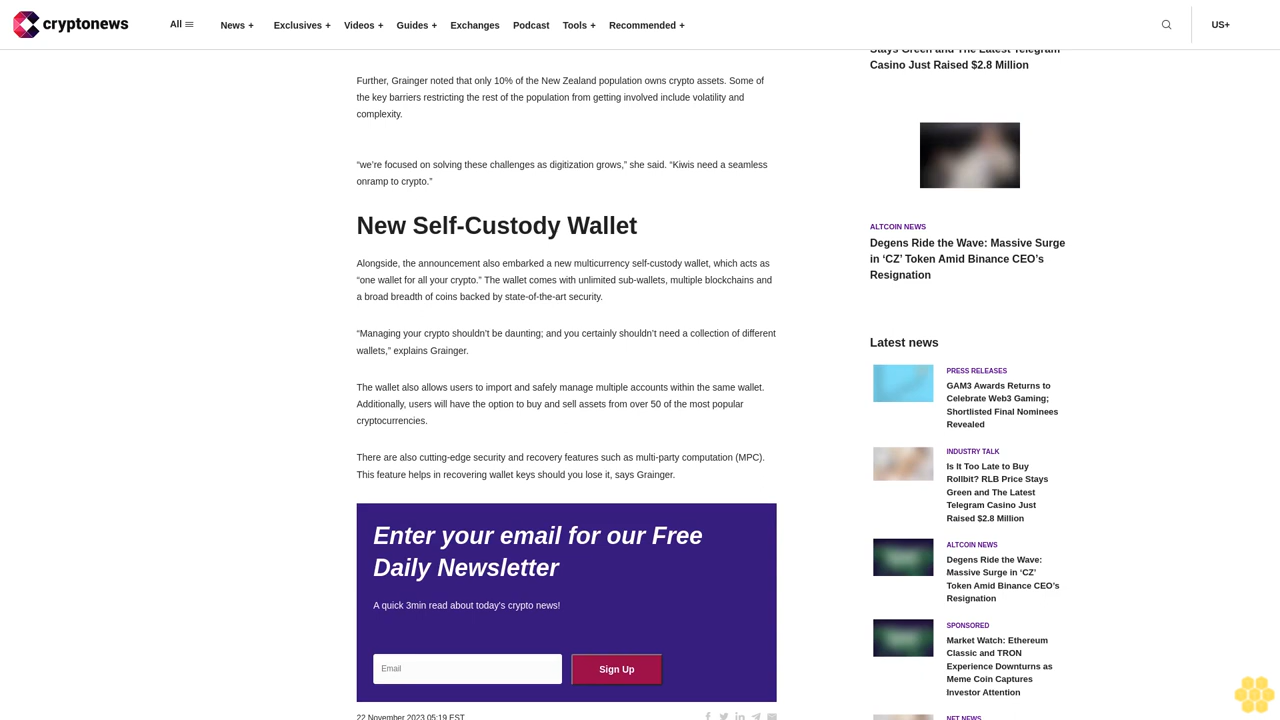 cryptonews
All
News +
Exclusives +
Videos +
Guides +
Exchanges
Podcast
Tools +
Recommended +
US+
Further, Grainger noted that only 10% of the New Zealand population owns crypto assets. Some of
the key barriers restricting the rest of the population from getting involved include volatility and
complexity.
“we’re focused on solving these challenges as digitization grows,” she said. “Kiwis need a seamless
onramp to crypto.”
New Self-Custody Wallet
Alongside, the announcement also embarked a new multicurrency self-custody wallet, which acts as
“one wallet for all your crypto.” The wallet comes with unlimited sub-wallets, multiple blockchains and
a broad breadth of coins backed by state-of-the-art security.
“Managing your crypto shouldn’t be daunting; and you certainly shouldn’t need a collection of different
wallets,” explains Grainger.
The wallet also allows users to import and safely manage multiple accounts within the same wallet.
Additionally, users will have the option to buy and sell assets from over 50 of the most popular
cryptocurrencies.
There are also cutting-edge security and recovery features such as multi-party computation (MPC).
This feature helps in recovering wallet keys should you lose it, says Grainger.
Enter your email for our Free
Daily Newsletter
A quick 3min read about today's crypto news!
Email
Sign Up
22 November 2023 05:19 EST
Stays Green and The Latest Telegram
Casino Just Raised $2.8 Million
ALTCOIN NEWS
Degens Ride the Wave: Massive Surge
in ‘CZ’ Token Amid Binance CEO’s
Resignation
Latest news
PRESS RELEASES
GAM3 Awards Returns to
Celebrate Web3 Gaming;
Shortlisted Final Nominees
Revealed
INDUSTRY TALK
Is It Too Late to Buy
Rollbit? RLB Price Stays
Green and The Latest
Telegram Casino Just
Raised $2.8 Million
ALTCOIN NEWS
Degens Ride the Wave:
Massive Surge in ‘CZ’
Token Amid Binance CEO’s
Resignation
SPONSORED
Market Watch: Ethereum
Classic and TRON
Experience Downturns as
Meme Coin Captures
Investor Attention
NFT NEWS